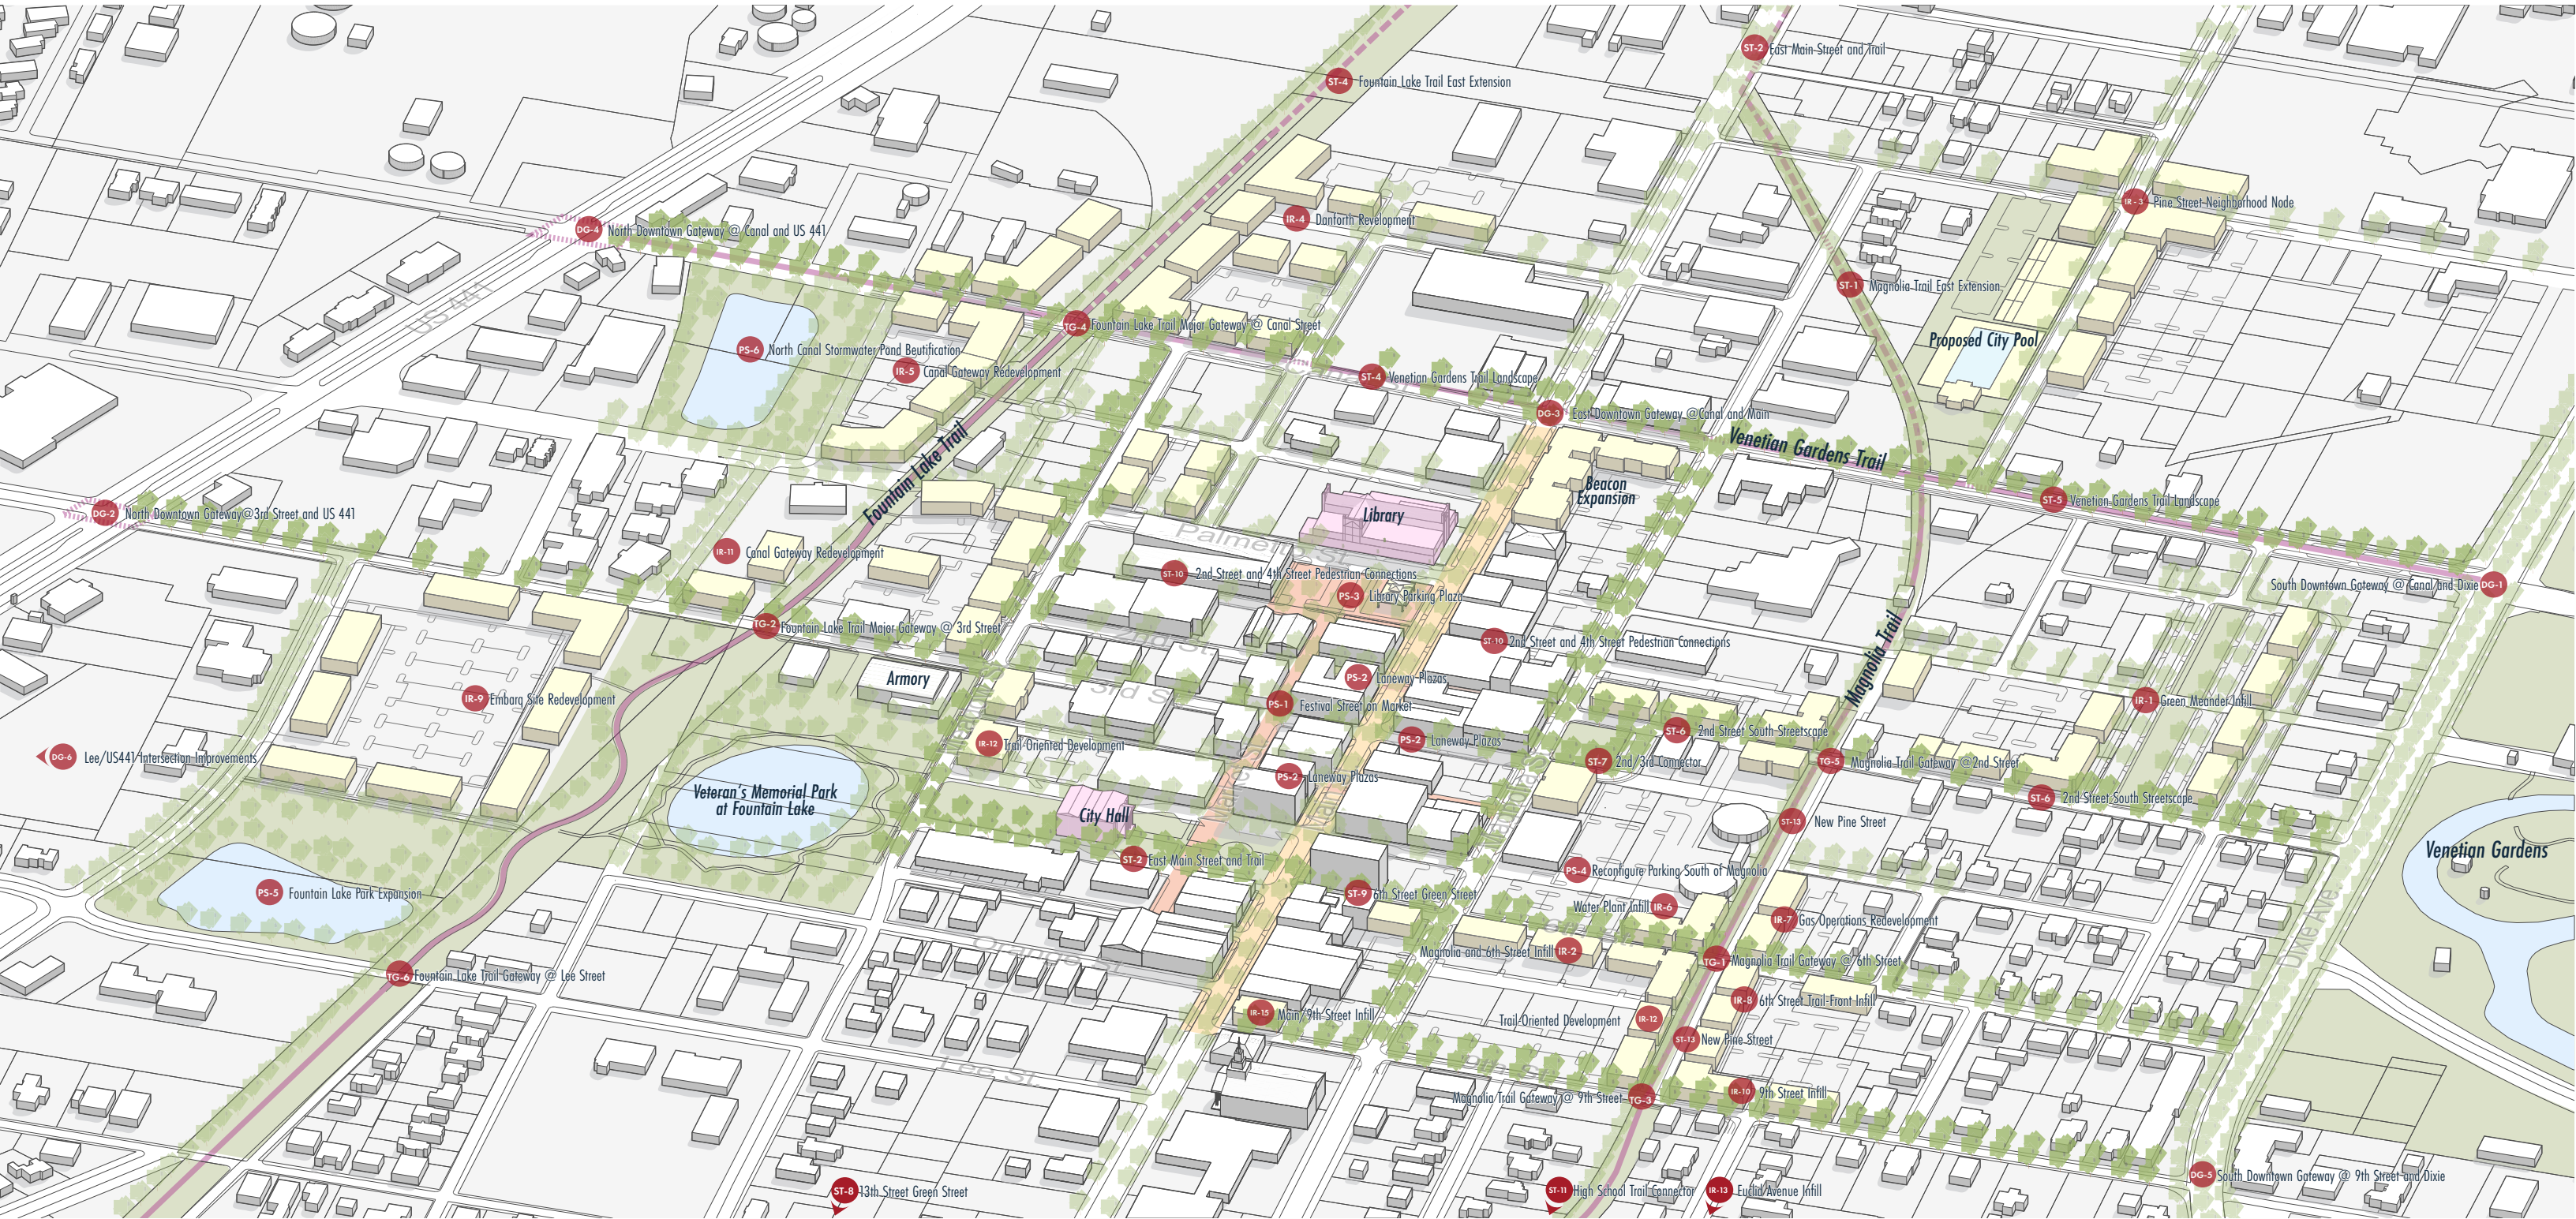 ST-2 East Main Street and Trail
ST-4 Fountain Lake Trail East Extension
IR-3 Pine Street Neighborhood Node
IR-4 Danforth Revelopment
DG-4 North Downtown Gateway @ Canal and US 441
ST-1 Magnolia Trail East Extension
US 441
TG-4 Fountain Lake Trail Major Gateway @ Canal Street
Proposed City Pool
PS-6 North Canal Stormwater Pond Beutification
IR-5 Canal Gateway Redevelopment
ST-4 Venetian Gardens Trail Landscape
DG-3 East Downtown Gateway @Canal and Main
Venetian Gardens Trail
Fountain Lake Trail
Beacon
Expansion
ST-5 Venetian Gardens Trail Landscape
DG-2 North Downtown Gateway@3rd Street and US 441
Library
Palmetto St.
IR-11 Canal Gateway Redevelopment
ST-10 2nd Street and 4th Street Pedestrian Connections
South Downtown Gateway @ Canal and Dixie DG-1
PS-3 Library Parking Plaza
TG-2 Fountain Lake Trail Major Gateway @ 3rd Street
2nd St.
ST-10 2nd Street and 4th Street Pedestrian Connections
Magnolia Trail
Armory
PS-2 Laneway Plazas
3rd St.
IR-9 Embarq Site Redevelopment
PS-1 Festival Street on Market
IR-1 Green Meander Infill
ST-6 2nd Street South Streetscape
IR-12 Trail-Oriented Development
PS-2 Laneway Plazas
DG-6 Lee/US441 Intersection Improvements
ST-7 2nd/3rd Connector
TG-5 Magnolia Trail Gateway @2nd Street
PS-2 Laneway Plazas
Veteran's Memorial Park
at Fountain Lake
ST-6 2nd Street South Streetscape
City Hall
ST-13 New Pine Street
Venetian Gardens
ST-2 East Main Street and Trail
PS-4 Reconfigure Parking South of Magnolia
PS-5 Fountain Lake Park Expansion
ST-9 6th Street Green Street
Water Plant Infill IR-6
IR-7 Gas Operations Redevelopment
Dixie Ave
Orange
Magnolia and 6th Street Infill IR-2
TG-1 Magnolia Trail Gateway @ 6th Street
TG-6 Fountain Lake Trail Gateway @ Lee Street
IR-8 6th Street Trail-Front Infill
IR-15 Main/9th Street Infill
Trail-Oriented Development IR-12
ST-13 New Pine Street
Lee St.
9th St.
IR-10 9th Street Infill
Magnolia Trail Gateway @ 9th Street TG-3
DG-5 South Downtown Gateway @ 9th Street and Dixie
ST-8 13th Street Green Street
ST-11 High School Trail Connector
IR-13 Euclid Avenue Infill